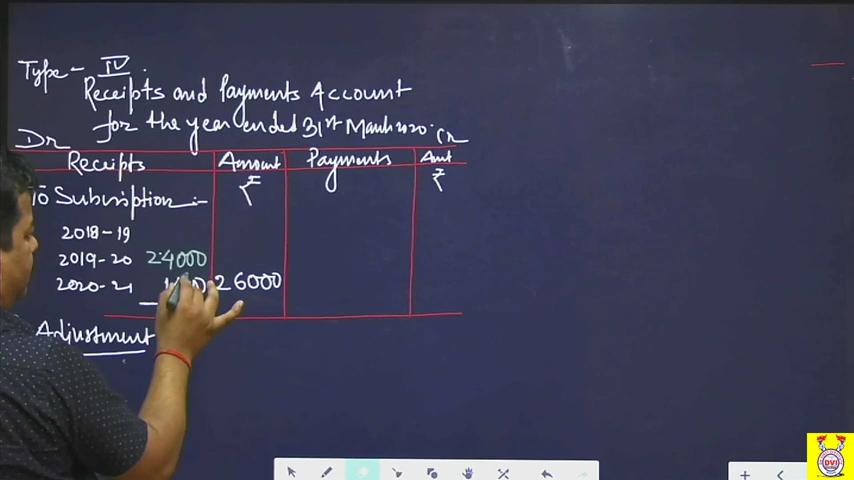 Type - IV.
Receipts and Payments Account
for the year ended 31st March 2020.
Dr Cr
Receipts Amount Payments Amt
₹ ₹
To Subscription :-
2018-19
2019-20 24000
2020-21 26000
Adjustment
DVJ